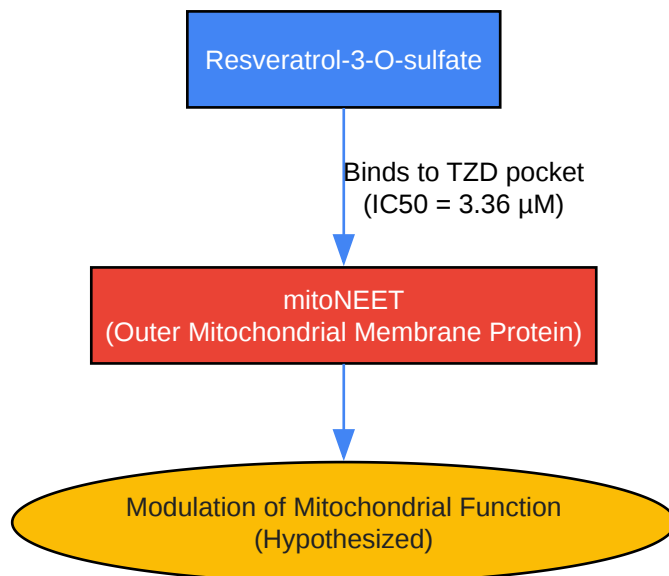 Resveratrol-3-O-sulfate
Binds to TZD pocket
(IC50 = 3.36 µM)
mitoNEET
(Outer Mitochondrial Membrane Protein)
Modulation of Mitochondrial Function
(Hypothesized)